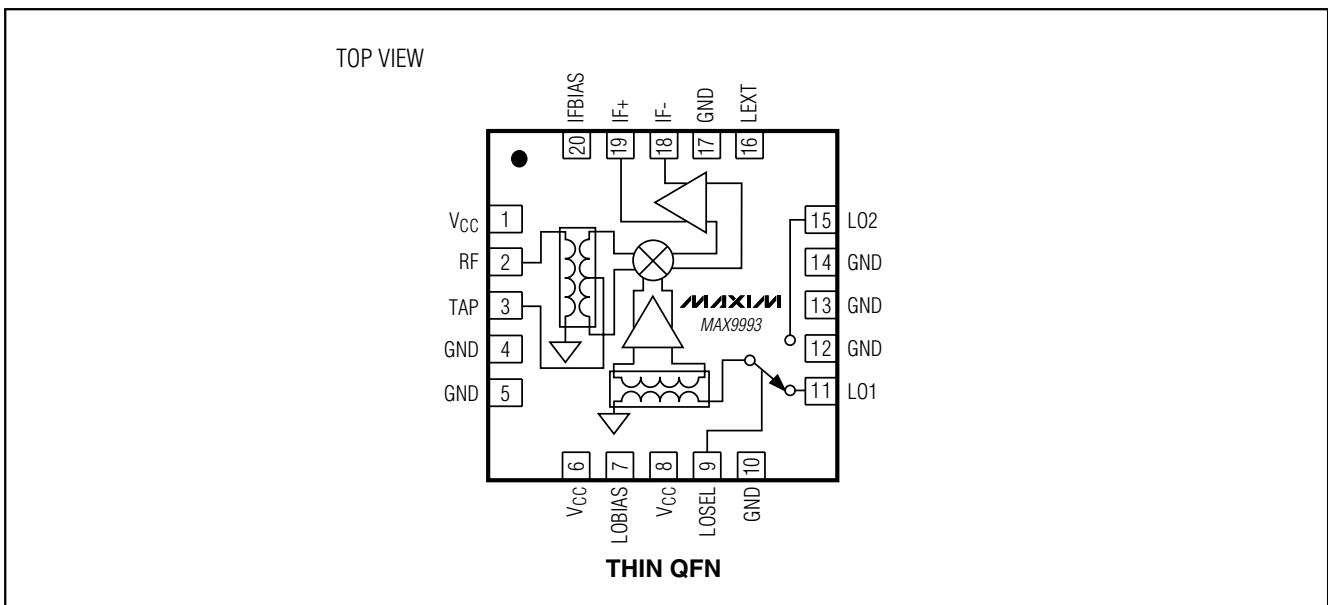 TOP VIEW
IFBIAS
IF+
IF-
GND
LEXT
20
19
18
17
16
VCC 1
RF 2
TAP 3
GND 4
GND 5
15 LO2
14 GND
13 GND
12 GND
11 LO1
MAXIM
MAX9993
6
7
8
9
10
VCC
LOBIAS
VCC
LOSEL
GND
THIN QFN